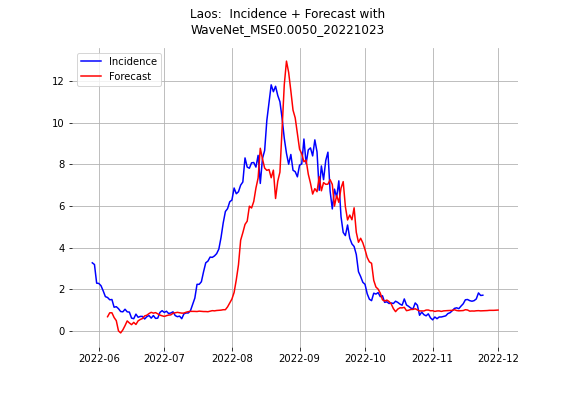 Laos:  Incidence + Forecast with
WaveNet_MSE0.0050_20221023
Incidence
Forecast
12
10
8
6
4
2
0
2022-06 2022-07 2022-08 2022-09 2022-10 2022-11 2022-12